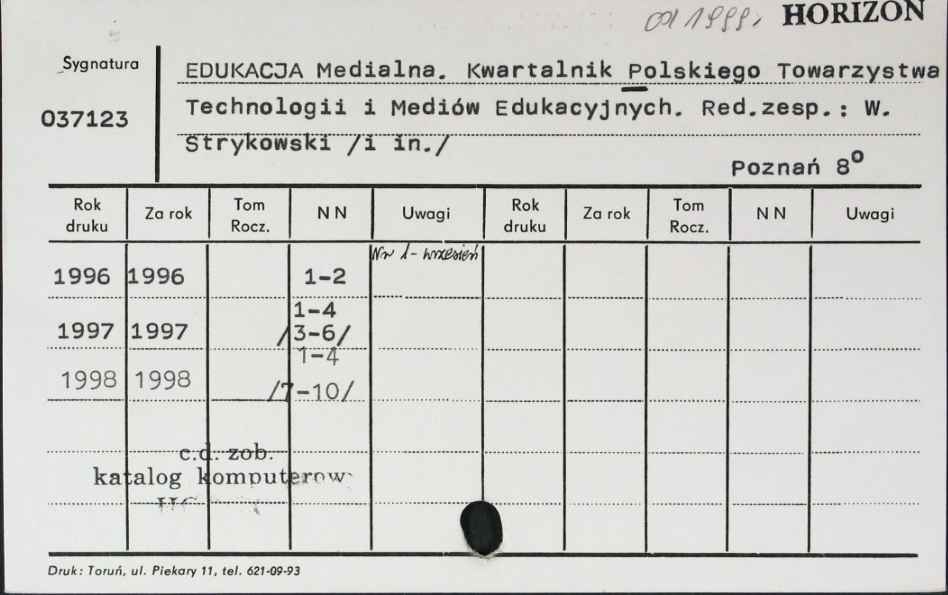 od 1999, HORIZON
Sygnatura
037123
EDUKACJA Medialna. Kwartalnik Polskiego Towarzystwa
Technologii i Mediów Edukacyjnych. Red.zesp.: W.
Strykowski /i in./
Poznań 8°
Rok druku Za rok Tom Rocz. N N Uwagi Rok druku Za rok Tom Rocz. N N Uwagi
Nr 1 - wrzesień
1996 1996 1-2
1-4
1997 1997 /3-6/
1-4
1998 1998 /7-10/
c.d. zob.
katalog komputerow
Druk: Toruń, ul. Piekary 11, tel. 621-09-93